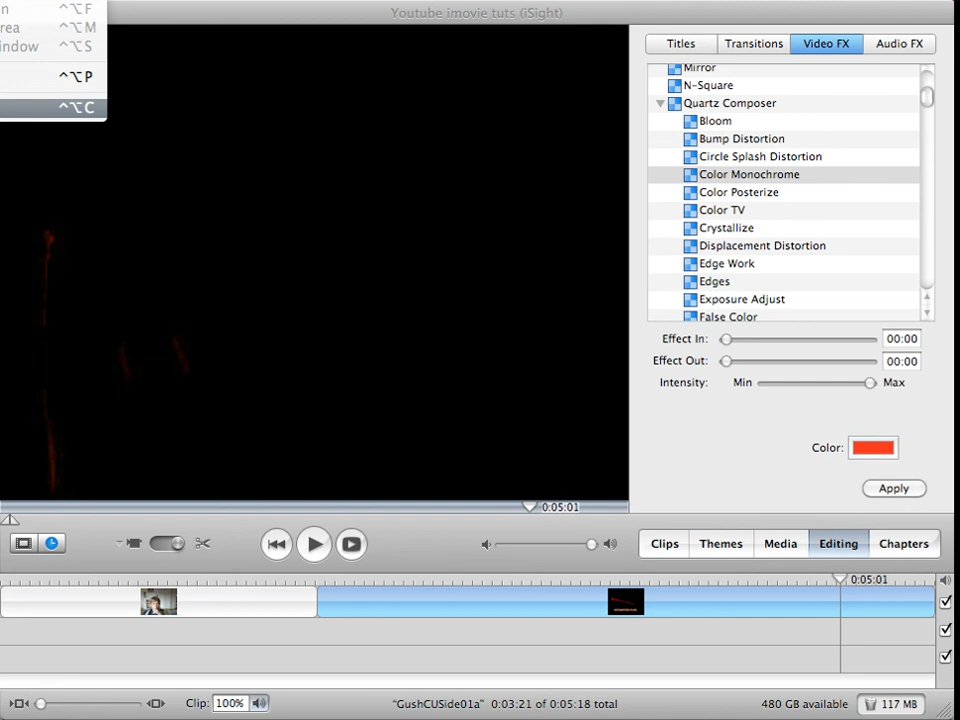 n ^⌥F
rea ^⌥M
indow ^⌥S
^⌥P
^⌥C
Youtube imovie tuts (iSight)
Titles Transitions Video FX Audio FX
Mirror
N-Square
Quartz Composer
Bloom
Bump Distortion
Circle Splash Distortion
Color Monochrome
Color Posterize
Color TV
Crystallize
Displacement Distortion
Edge Work
Edges
Exposure Adjust
False Color
Effect In: 00:00
Effect Out: 00:00
Intensity: Min Max
Color:
Apply
0:05:01
Clips Themes Media Editing Chapters
0:05:01
Clip: 100% "GushCUSide01a" 0:03:21 of 0:05:18 total 480 GB available 117 MB